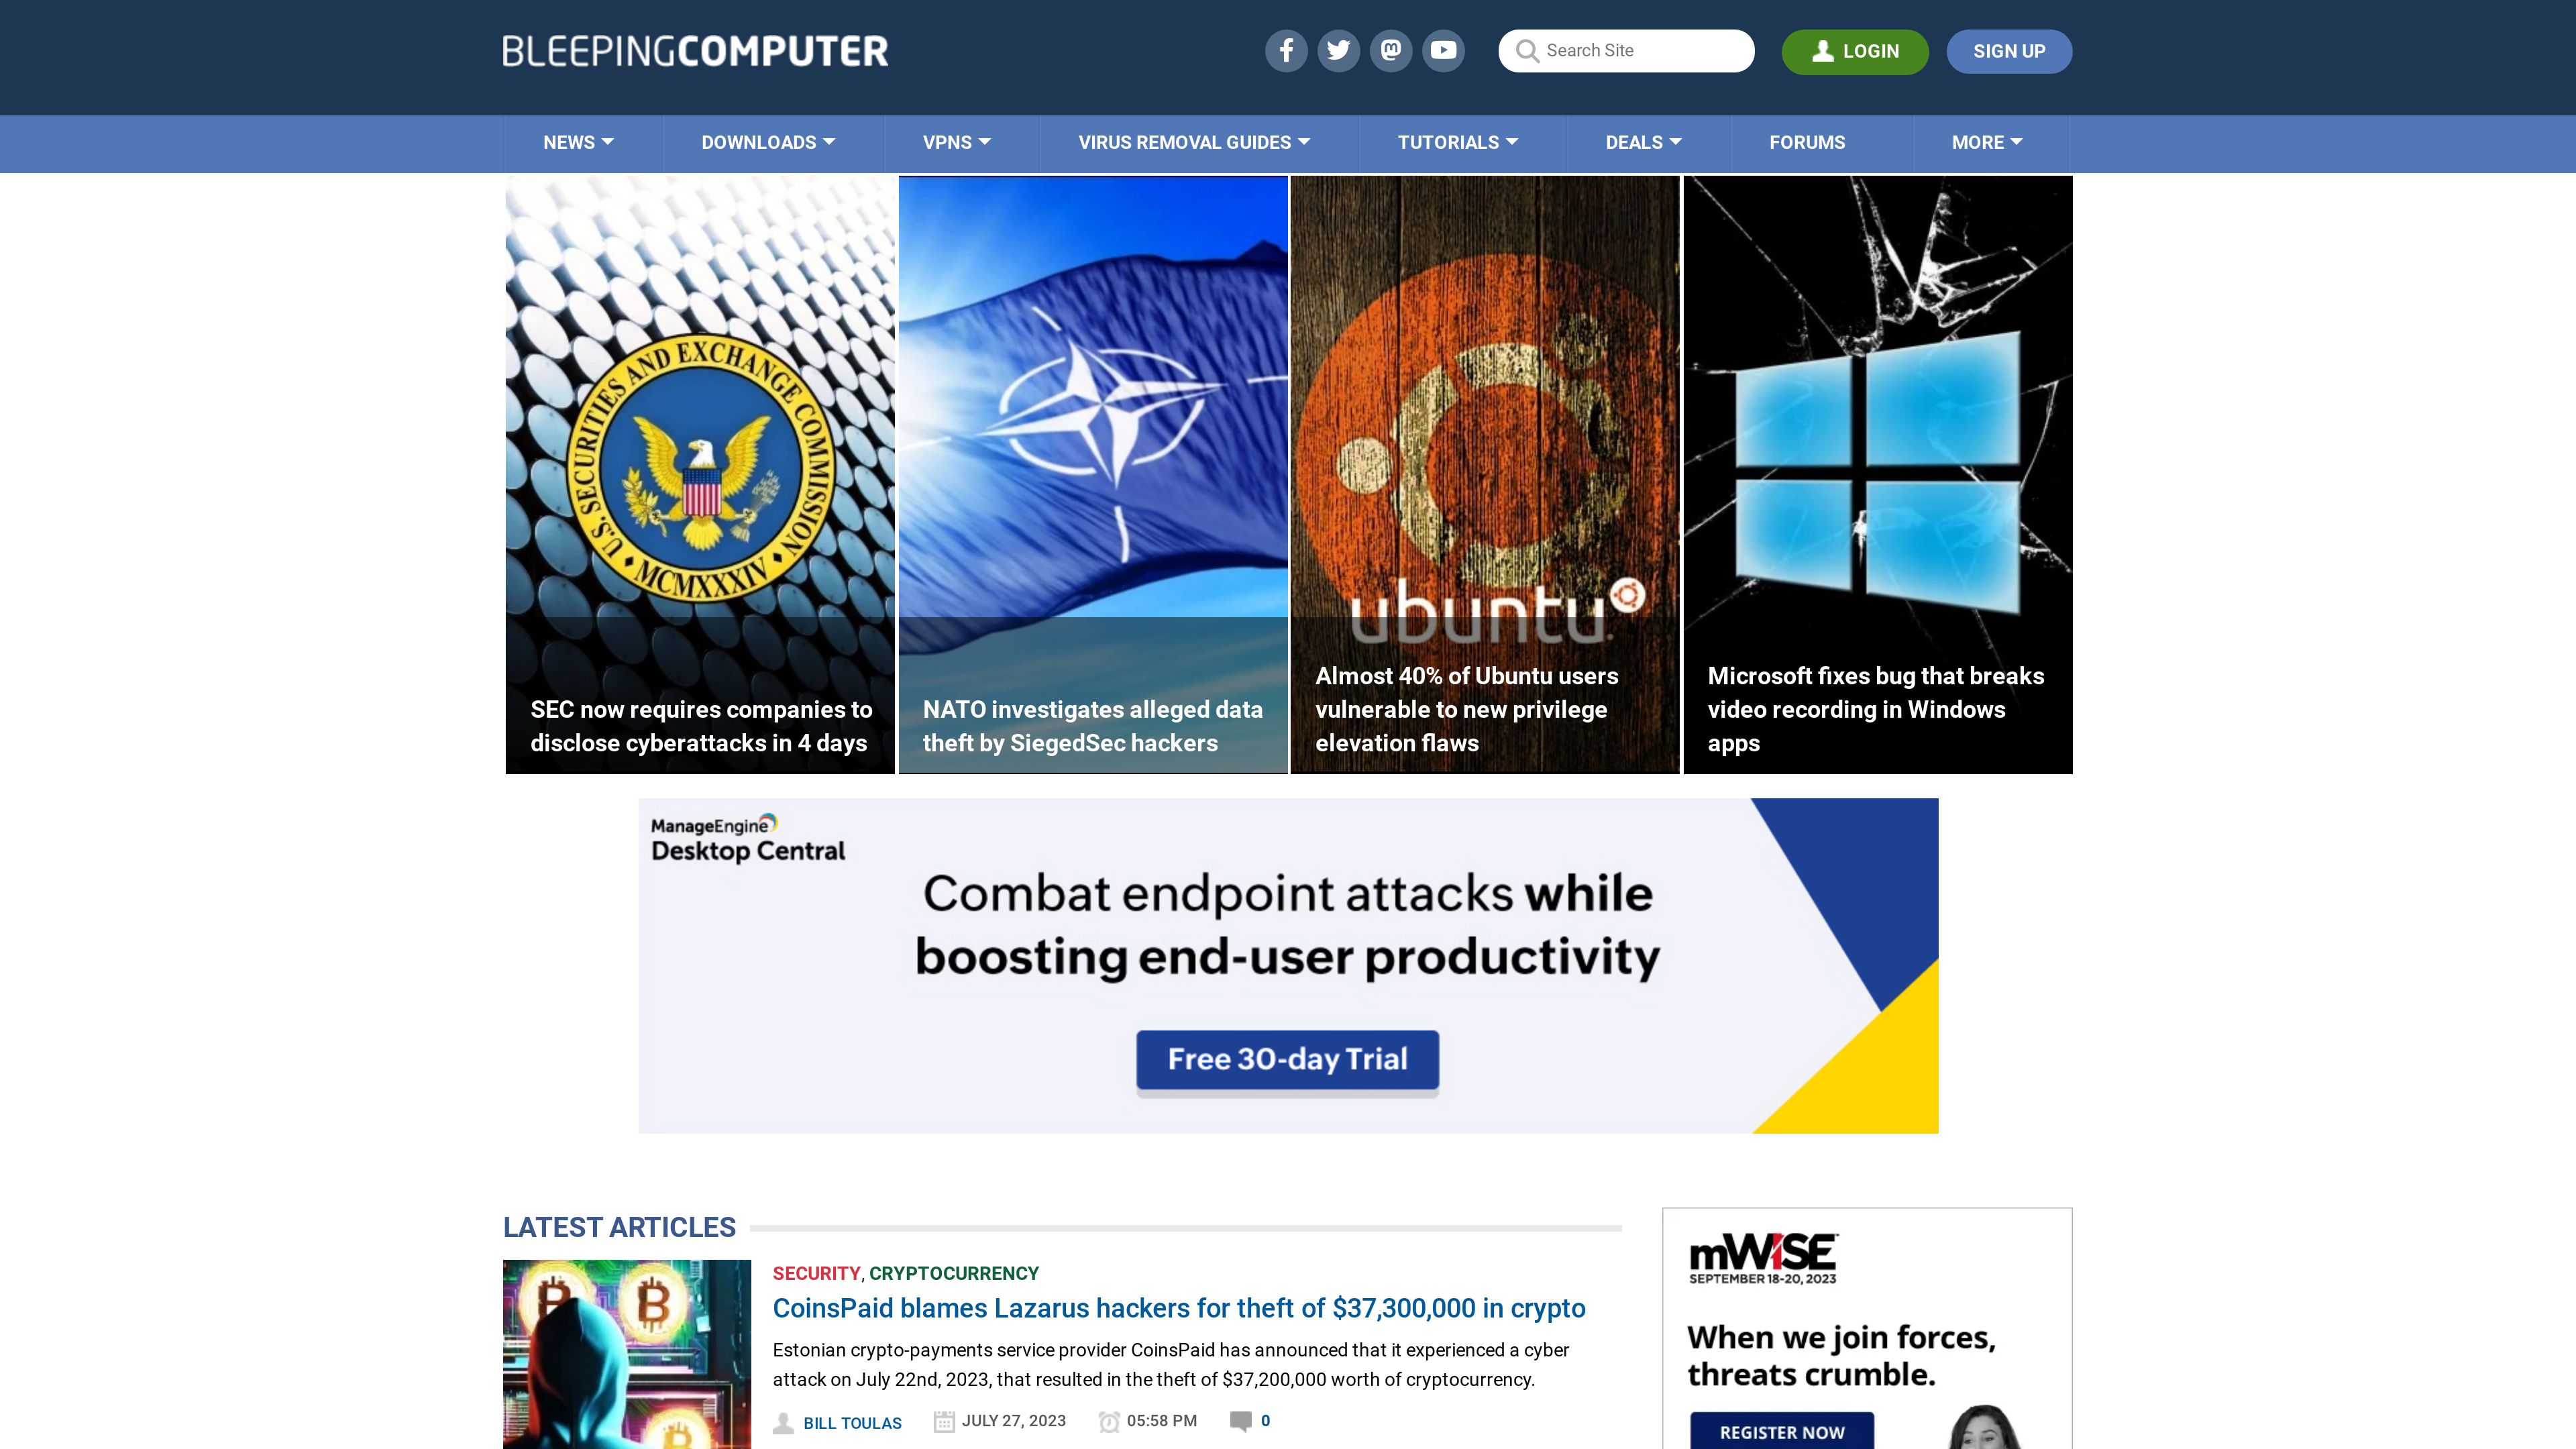 BLEEPINGCOMPUTER
Search Site
LOGIN
SIGN UP
NEWS
DOWNLOADS
VPNS
VIRUS REMOVAL GUIDES
TUTORIALS
DEALS
FORUMS
MORE
U.S. SECURITIES AND EXCHANGE COMMISSION
MCMXXXIV
SEC now requires companies to
disclose cyberattacks in 4 days
NATO investigates alleged data
theft by SiegedSec hackers
ubuntu
Almost 40% of Ubuntu users
vulnerable to new privilege
elevation flaws
Microsoft fixes bug that breaks
video recording in Windows
apps
ManageEngine
Desktop Central
Combat endpoint attacks while
boosting end-user productivity
Free 30-day Trial
LATEST ARTICLES
SECURITY, CRYPTOCURRENCY
CoinsPaid blames Lazarus hackers for theft of $37,300,000 in crypto
Estonian crypto-payments service provider CoinsPaid has announced that it experienced a cyber
attack on July 22nd, 2023, that resulted in the theft of $37,200,000 worth of cryptocurrency.
BILL TOULAS
JULY 27, 2023
05:58 PM
0
mWISE™
SEPTEMBER 18-20, 2023
When we join forces,
threats crumble.
REGISTER NOW